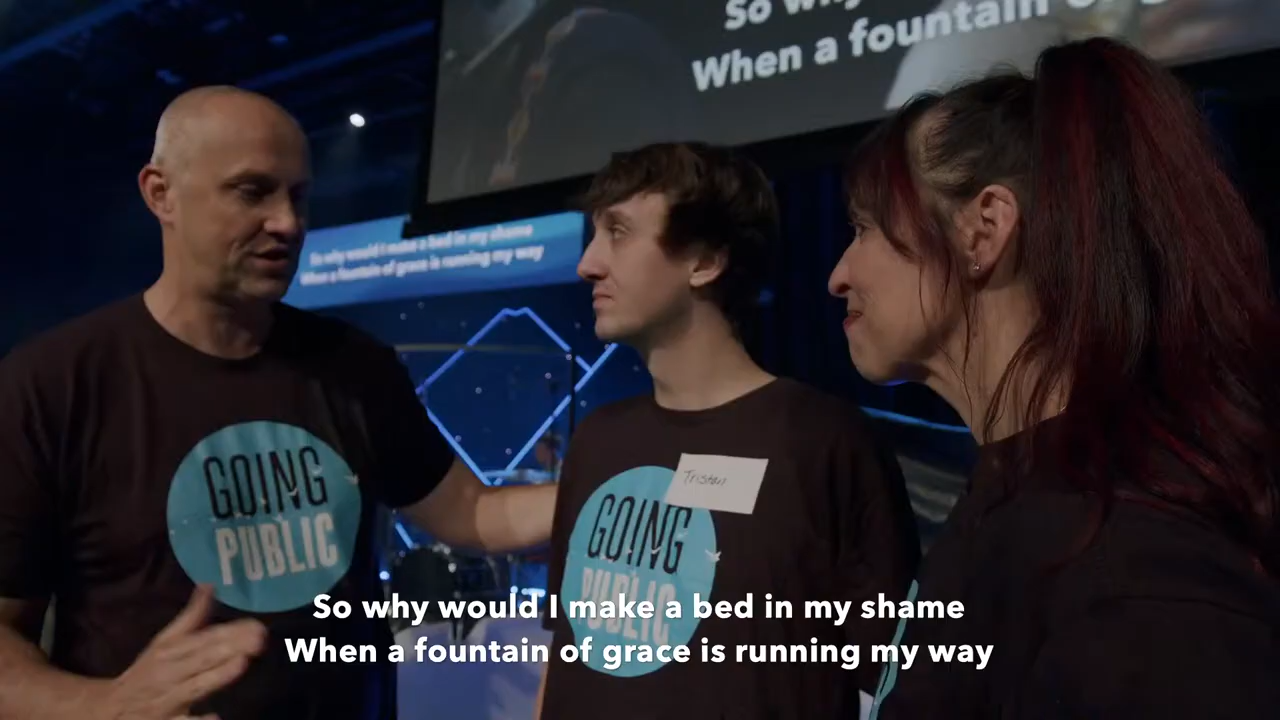 So why
When a fountain of g
So why would I make a bed in my shame
When a fountain of grace is running my way
GOING
PUBLIC
Tristan
GOING
PUBLIC
So why would I make a bed in my shame
When a fountain of grace is running my way